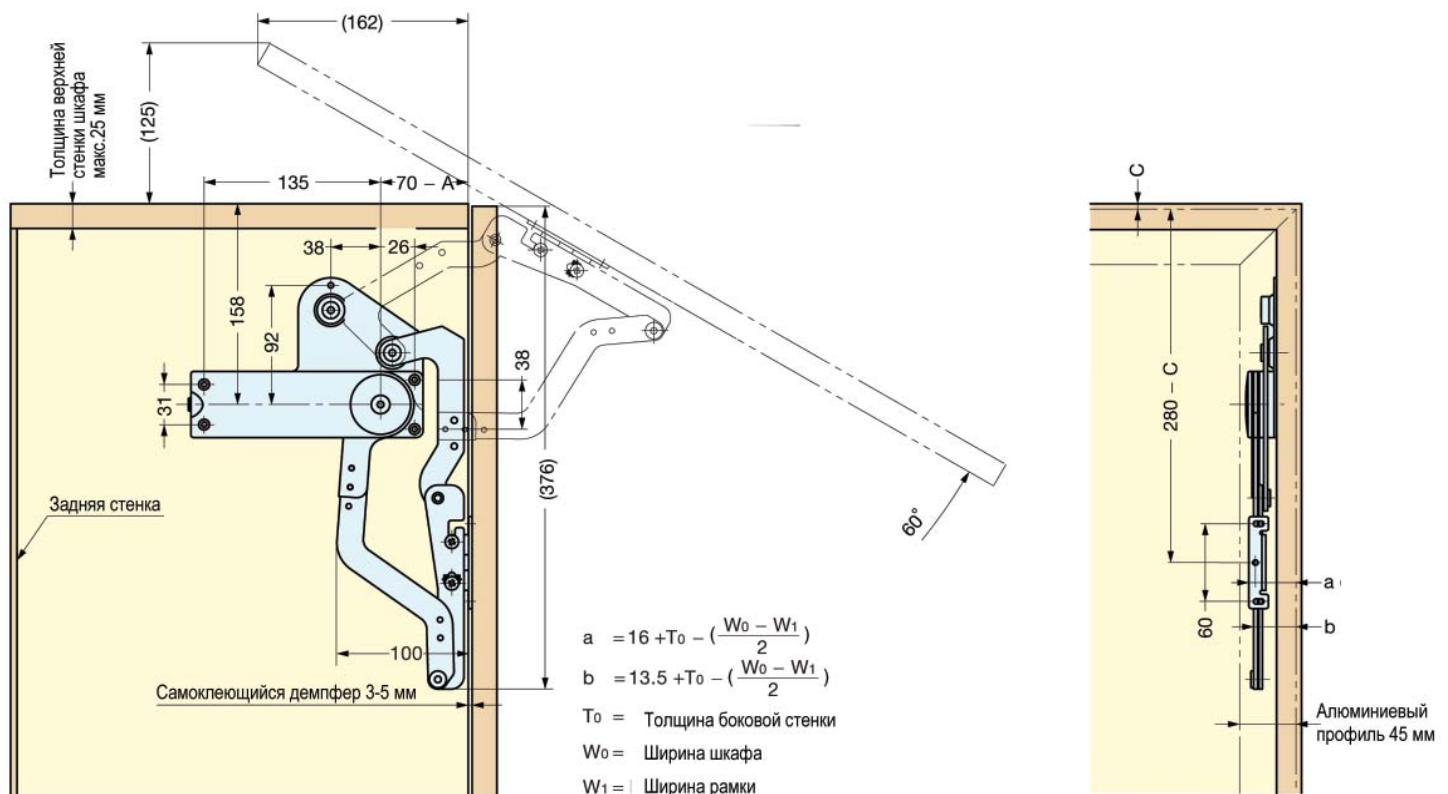 (162)
Толщина верхней
стенки шкафа
макс.25 мм
(125)
135
70 – A
38
26
158
92
31
38
(376)
60°
Задняя стенка
100
Самоклеющийся демпфер 3-5 мм
a = 16 +T0 – ( W0 – W1 / 2 )
b = 13.5 +T0 – ( W0 – W1 / 2 )
T0 = Толщина боковой стенки
W0 = Ширина шкафа
W1 = Ширина рамки
C
280 – C
60
a
b
Алюминиевый
профиль 45 мм